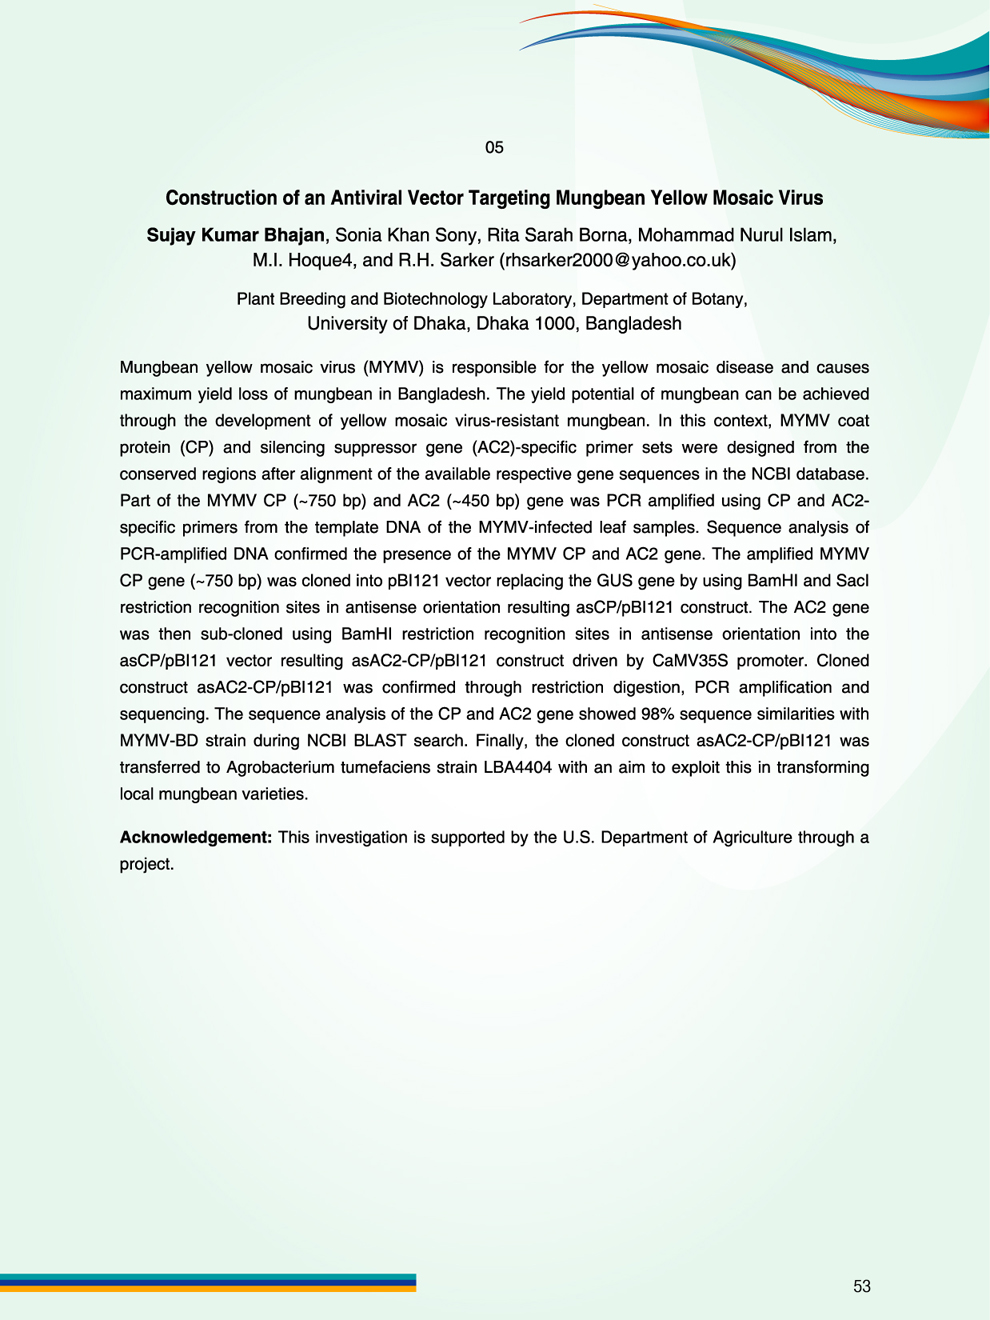 05
Construction of an Antiviral Vector Targeting Mungbean Yellow Mosaic Virus
Sujay Kumar Bhajan, Sonia Khan Sony, Rita Sarah Borna, Mohammad Nurul Islam,
M.I. Hoque4, and R.H. Sarker (rhsarker2000@yahoo.co.uk)
Plant Breeding and Biotechnology Laboratory, Department of Botany,
University of Dhaka, Dhaka 1000, Bangladesh
Mungbean yellow mosaic virus (MYMV) is responsible for the yellow mosaic disease and causes
maximum yield loss of mungbean in Bangladesh. The yield potential of mungbean can be achieved
through the development of yellow mosaic virus-resistant mungbean. In this context, MYMV coat
protein (CP) and silencing suppressor gene (AC2)-specific primer sets were designed from the
conserved regions after alignment of the available respective gene sequences in the NCBI database.
Part of the MYMV CP (~750 bp) and AC2 (~450 bp) gene was PCR amplified using CP and AC2-
specific primers from the template DNA of the MYMV-infected leaf samples. Sequence analysis of
PCR-amplified DNA confirmed the presence of the MYMV CP and AC2 gene. The amplified MYMV
CP gene (~750 bp) was cloned into pBI121 vector replacing the GUS gene by using BamHI and SacI
restriction recognition sites in antisense orientation resulting asCP/pBI121 construct. The AC2 gene
was then sub-cloned using BamHI restriction recognition sites in antisense orientation into the
asCP/pBI121 vector resulting asAC2-CP/pBI121 construct driven by CaMV35S promoter. Cloned
construct asAC2-CP/pBI121 was confirmed through restriction digestion, PCR amplification and
sequencing. The sequence analysis of the CP and AC2 gene showed 98% sequence similarities with
MYMV-BD strain during NCBI BLAST search. Finally, the cloned construct asAC2-CP/pBI121 was
transferred to Agrobacterium tumefaciens strain LBA4404 with an aim to exploit this in transforming
local mungbean varieties.
Acknowledgement: This investigation is supported by the U.S. Department of Agriculture through a
project.
53